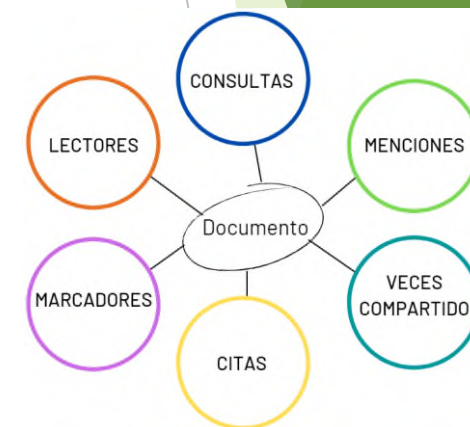 CONSULTAS
LECTORES
MENCIONES
Documento
MARCADORES
VECES
COMPARTIDO
CITAS